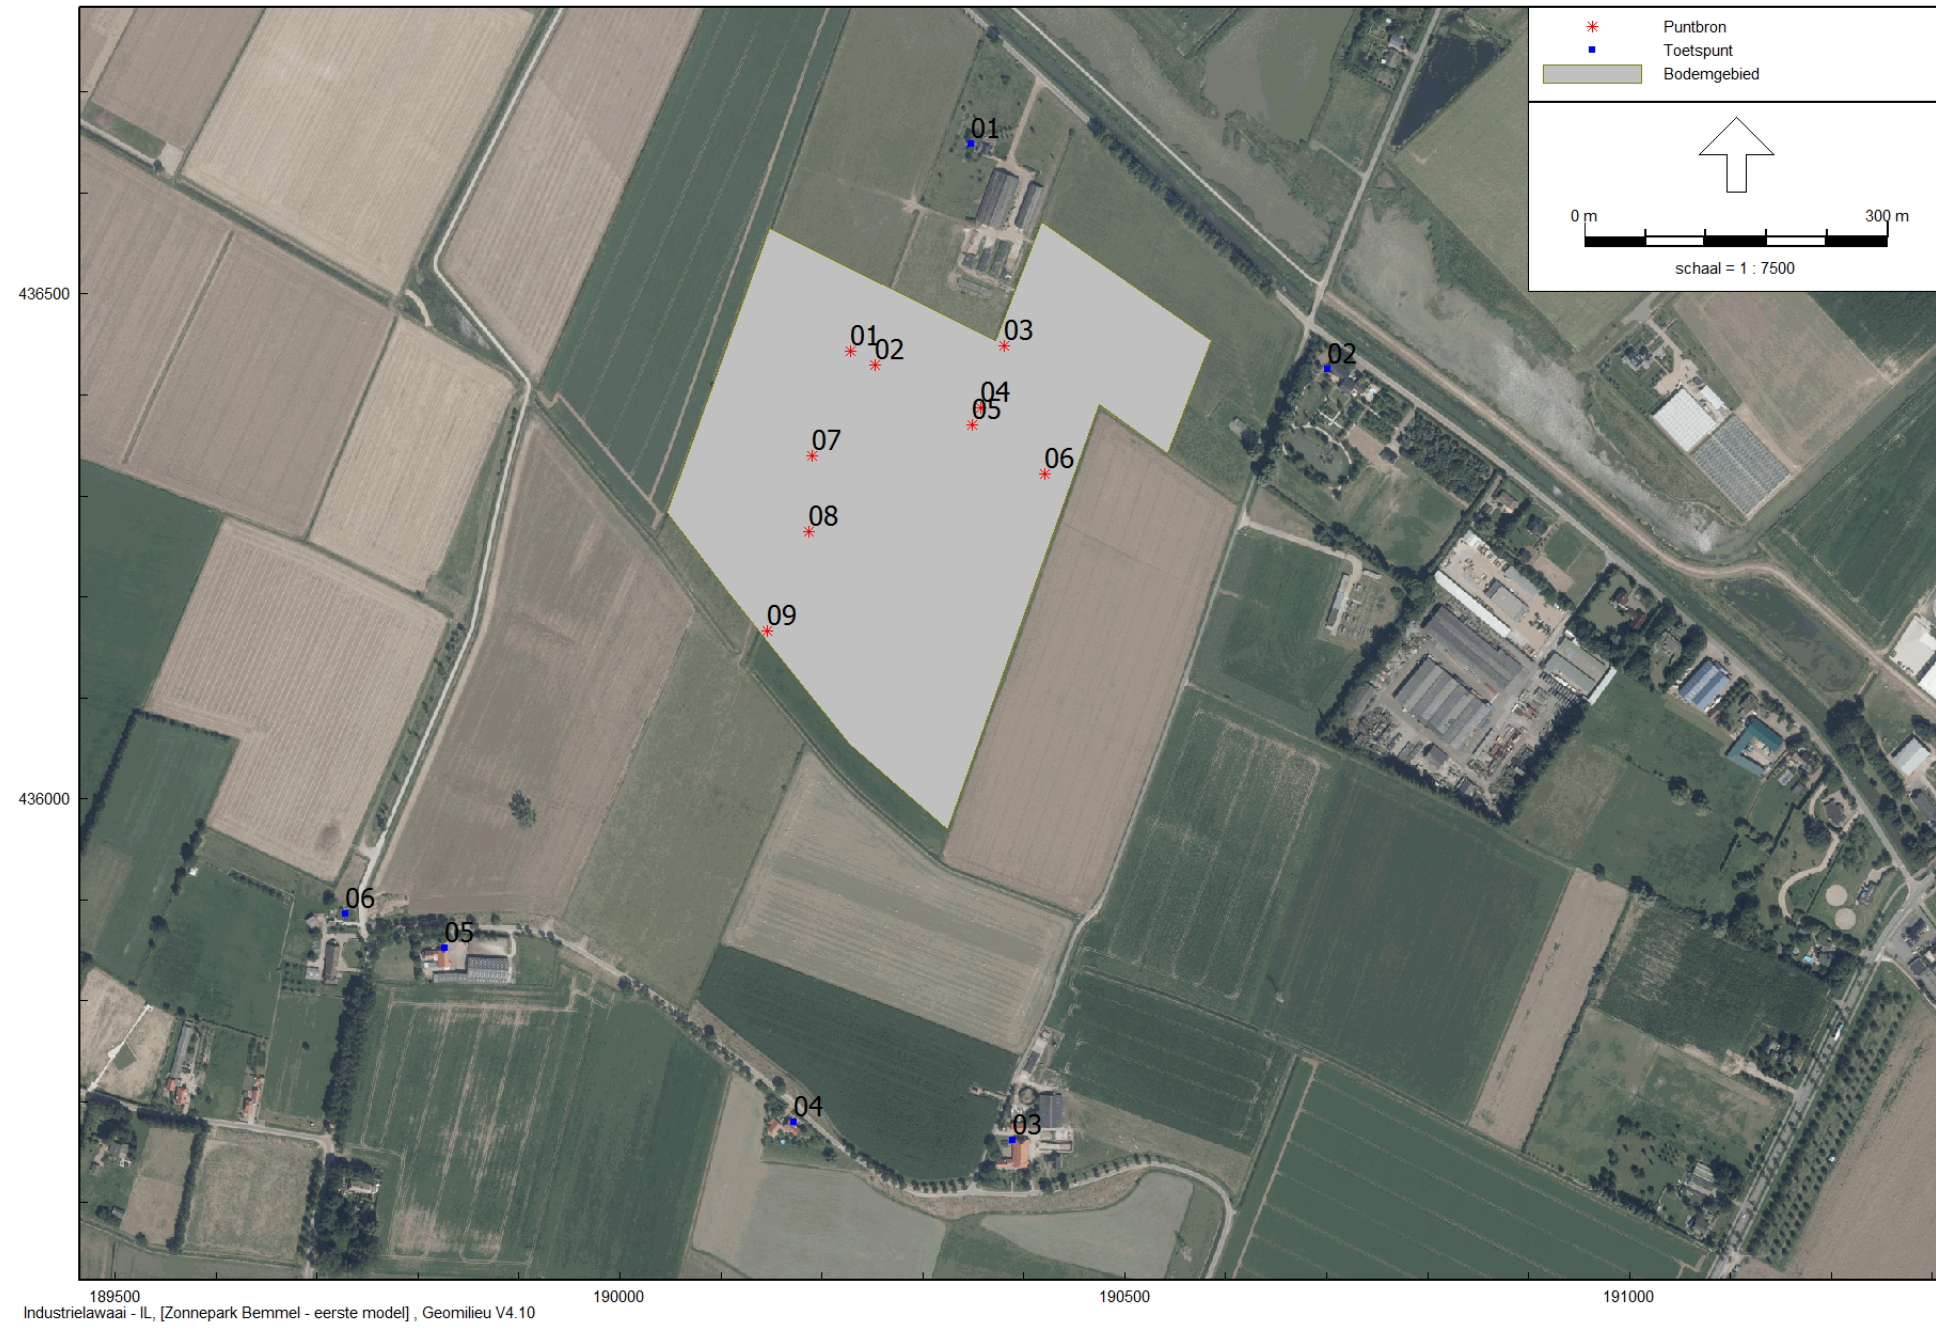 Puntbron
Toetspunt
Bodemgebied
0 m 300 m
schaal = 1 : 7500
01
02
01
02
03
04
05
06
07
08
09
06
05
04
03
436500
436000
189500 190000 190500 191000
Industrielawaai - IL, [Zonnepark Bemmel - eerste model] , Geomilieu V4.10